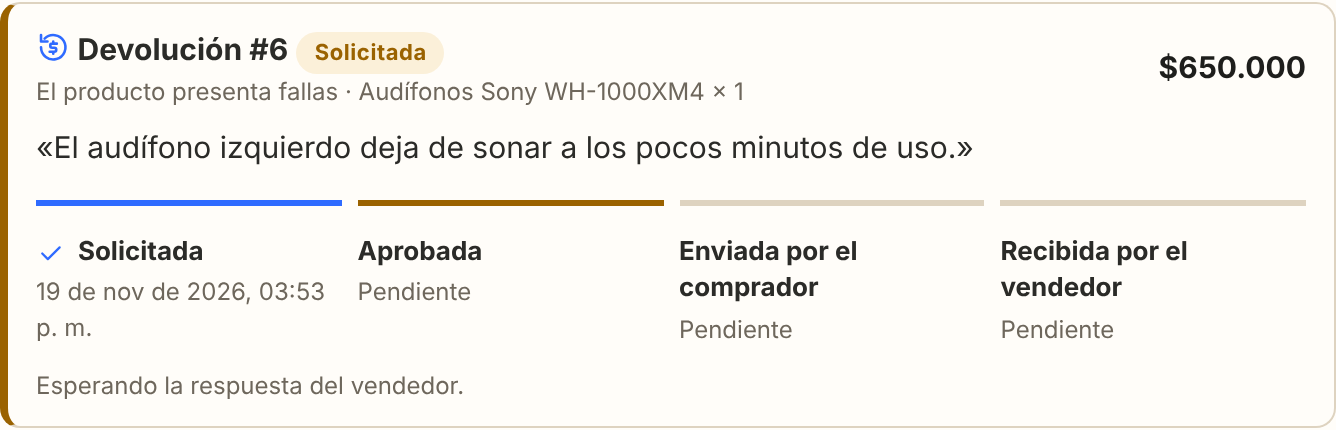 Devolución #6 Solicitada
$650.000
El producto presenta fallas · Audífonos Sony WH-1000XM4 × 1
«El audífono izquierdo deja de sonar a los pocos minutos de uso.»
Solicitada
19 de nov de 2026, 03:53
p. m.
Aprobada
Pendiente
Enviada por el
comprador
Pendiente
Recibida por el
vendedor
Pendiente
Esperando la respuesta del vendedor.